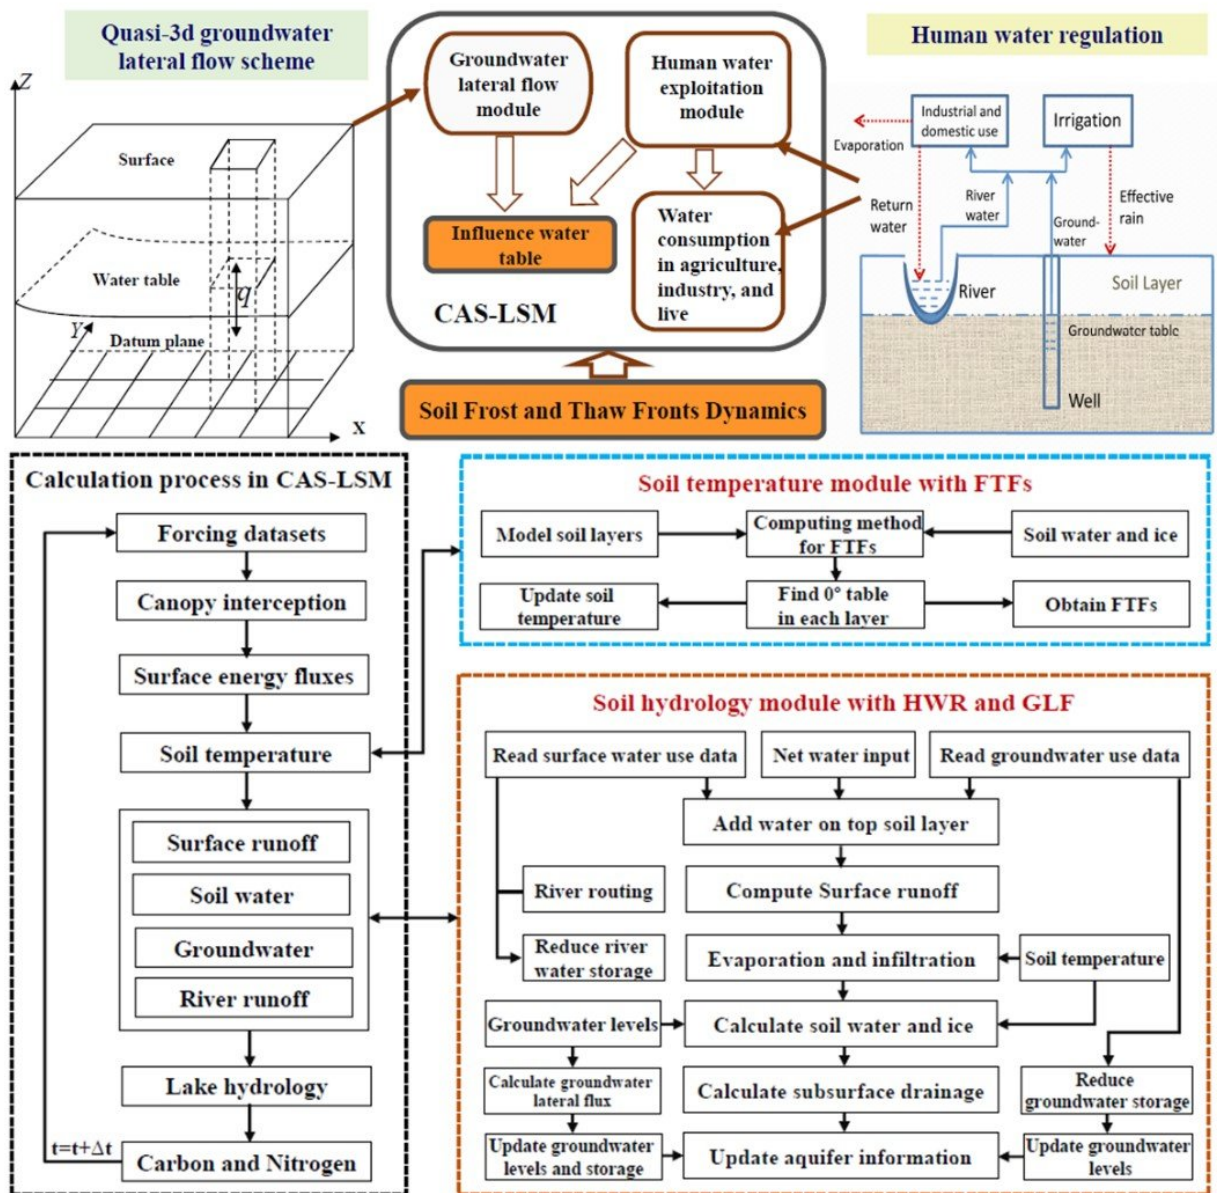 Quasi-3d groundwater
lateral flow scheme
Z
Surface
Water table
q
Y
Datum plane
X
Groundwater
lateral flow
module
Human water
exploitation
module
Influence water
table
Water
consumption
in agriculture,
industry, and
live
CAS-LSM
Soil Frost and Thaw Fronts Dynamics
Human water regulation
Industrial and
domestic use
Irrigation
Evaporation
Return
water
River
water
Ground-
water
Effective
rain
River
Soil Layer
Groundwater table
Well
Calculation process in CAS-LSM
Forcing datasets
Canopy interception
Surface energy fluxes
Soil temperature
Surface runoff
Soil water
Groundwater
River runoff
Lake hydrology
t=t+Δt
Carbon and Nitrogen
Soil temperature module with FTFs
Model soil layers
Computing method
for FTFs
Soil water and ice
Update soil
temperature
Find 0° table
in each layer
Obtain FTFs
Soil hydrology module with HWR and GLF
Read surface water use data
Net water input
Read groundwater use data
Add water on top soil layer
River routing
Compute Surface runoff
Reduce river
water storage
Evaporation and infiltration
Soil temperature
Groundwater levels
Calculate soil water and ice
Calculate groundwater
lateral flux
Calculate subsurface drainage
Reduce
groundwater storage
Update groundwater
levels and storage
Update aquifer information
Update groundwater
levels